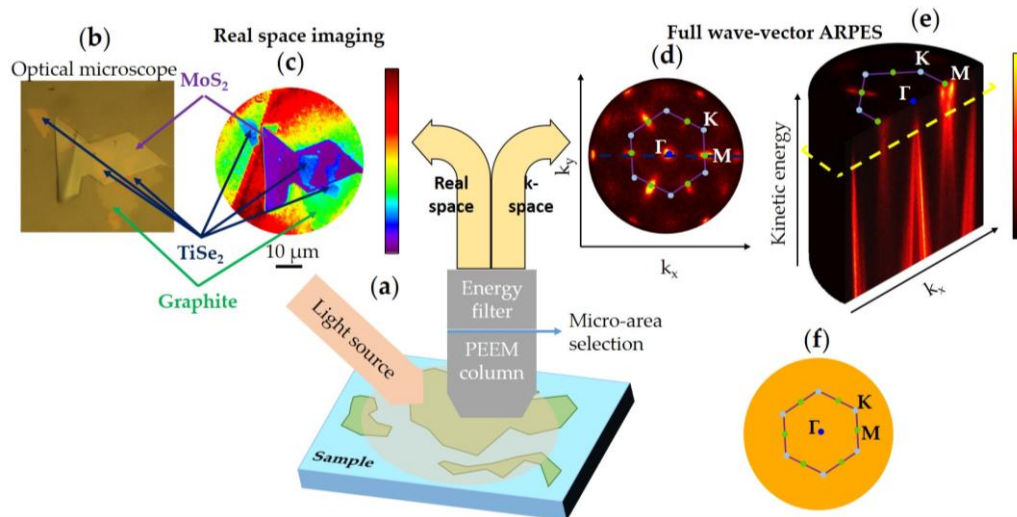 Real space imaging
Full wave-vector ARPES
(b)
Optical microscope
MoS2
(c)
TiSe2
Graphite
10 μm
(a)
Light source
Real
space
k-
space
Energy
filter
PEEM
column
Micro-area
selection
Sample
(d)
ky
kx
K
Γ
M
(e)
Kinetic energy
kx
K
M
Γ
(f)
K
Γ
M